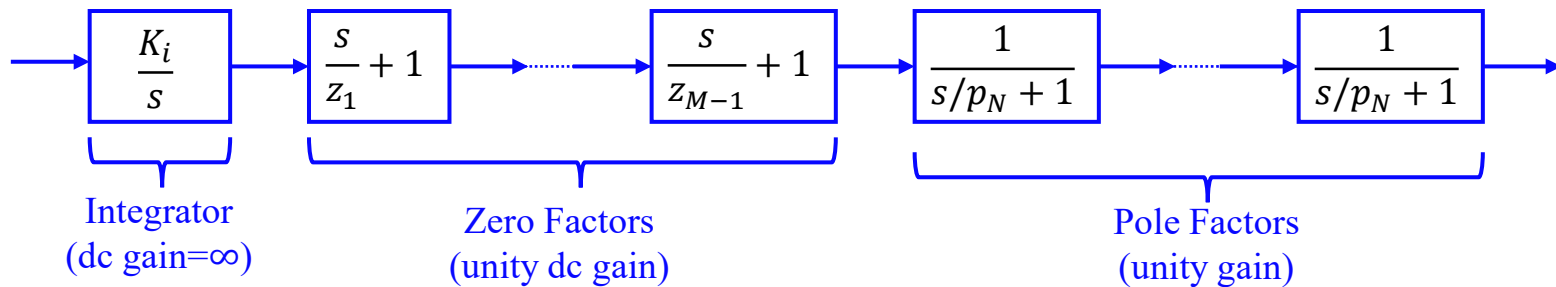 K_i/s
s/z_1 + 1
s/z_{M−1} + 1
1/(s/p_N + 1)
1/(s/p_N + 1)
Integrator
(dc gain=∞)
Zero Factors
(unity dc gain)
Pole Factors
(unity gain)